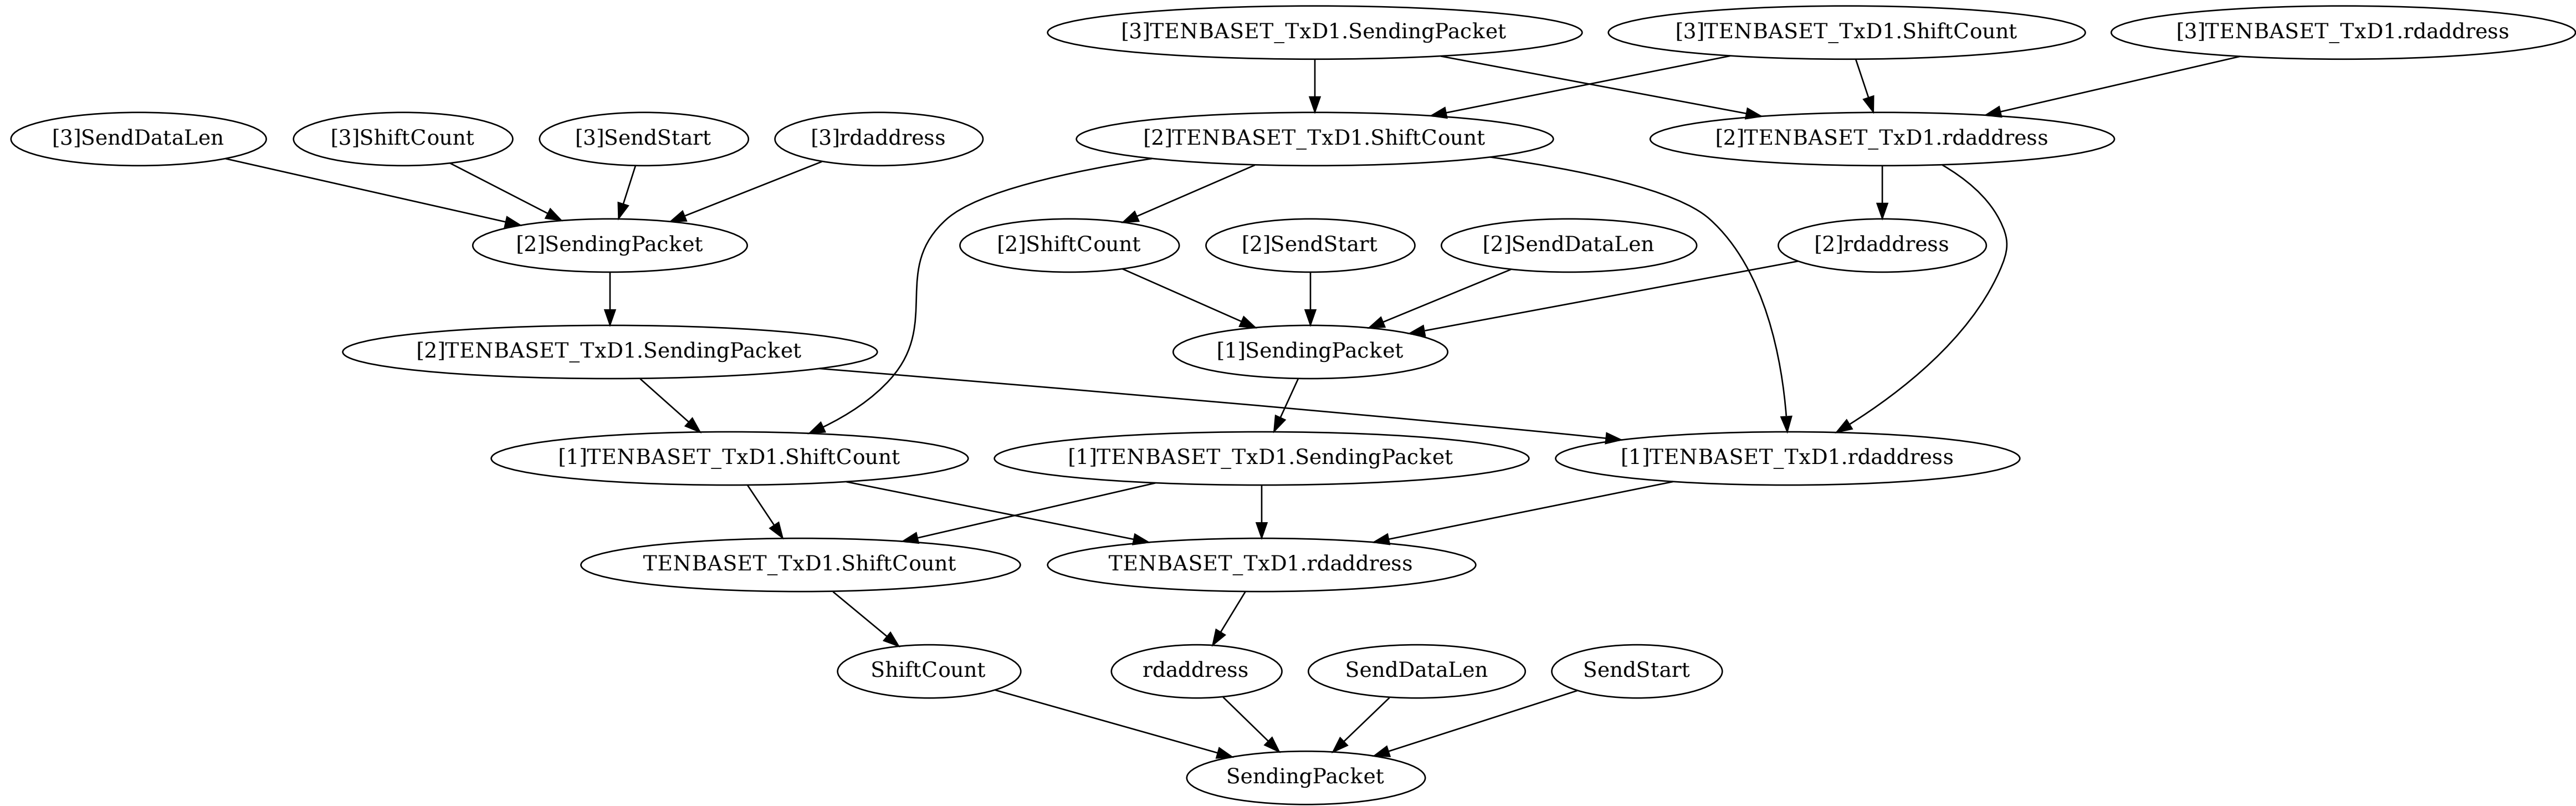 [3]TENBASET_TxD1.SendingPacket
[3]TENBASET_TxD1.ShiftCount
[3]TENBASET_TxD1.rdaddress
[3]SendDataLen
[3]ShiftCount
[3]SendStart
[3]rdaddress
[2]TENBASET_TxD1.ShiftCount
[2]TENBASET_TxD1.rdaddress
[2]SendingPacket
[2]ShiftCount
[2]SendStart
[2]SendDataLen
[2]rdaddress
[2]TENBASET_TxD1.SendingPacket
[1]SendingPacket
[1]TENBASET_TxD1.ShiftCount
[1]TENBASET_TxD1.SendingPacket
[1]TENBASET_TxD1.rdaddress
TENBASET_TxD1.ShiftCount
TENBASET_TxD1.rdaddress
ShiftCount
rdaddress
SendDataLen
SendStart
SendingPacket